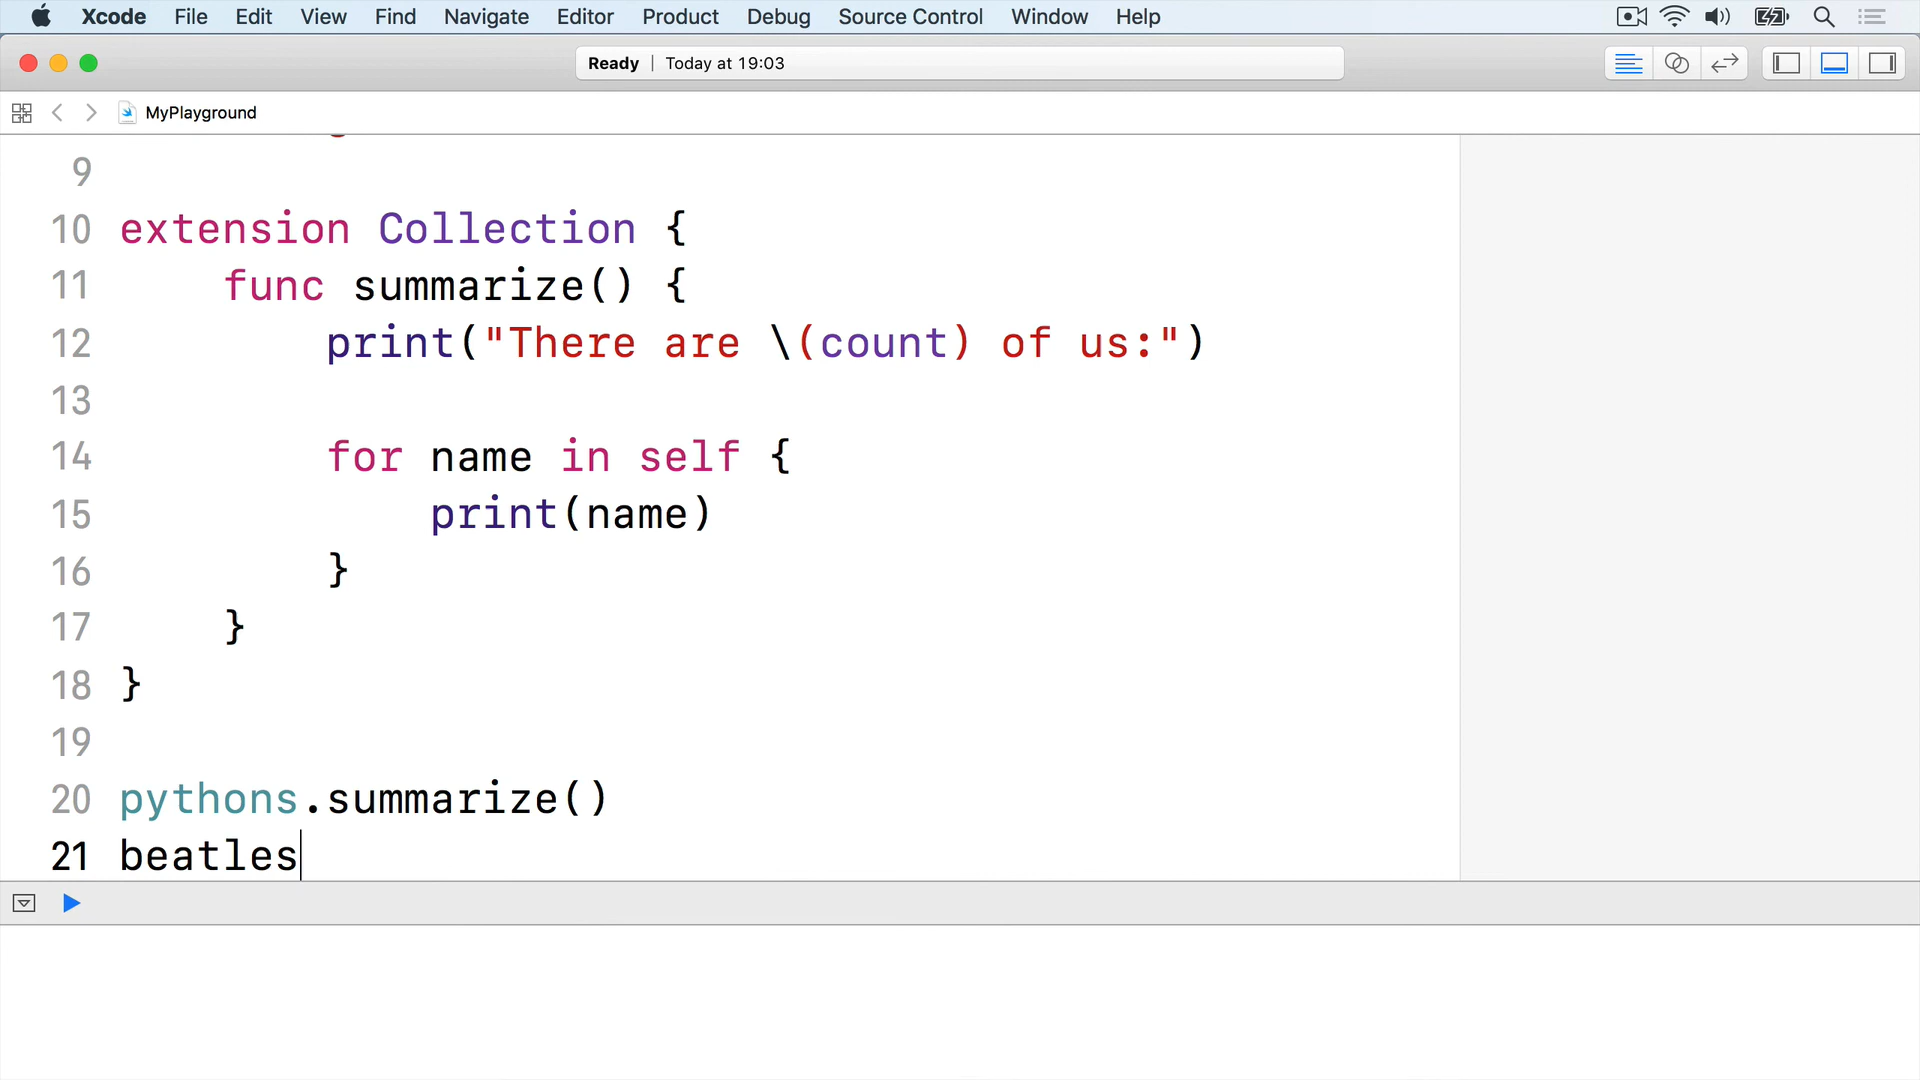 Xcode File Edit View Find Navigate Editor Product Debug Source Control Window Help
Ready | Today at 19:03
MyPlayground
9
10 extension Collection {
11 func summarize() {
12 print("There are \(count) of us:")
13
14 for name in self {
15 print(name)
16 }
17 }
18 }
19
20 pythons.summarize()
21 beatles